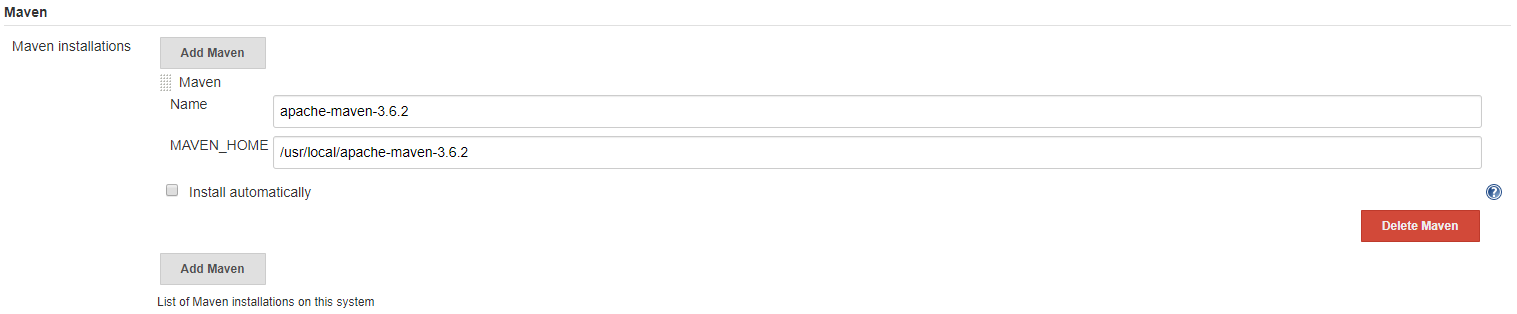 Maven
Maven installations
Add Maven
Maven
Name
apache-maven-3.6.2
MAVEN_HOME
/usr/local/apache-maven-3.6.2
Install automatically
?
Delete Maven
Add Maven
List of Maven installations on this system